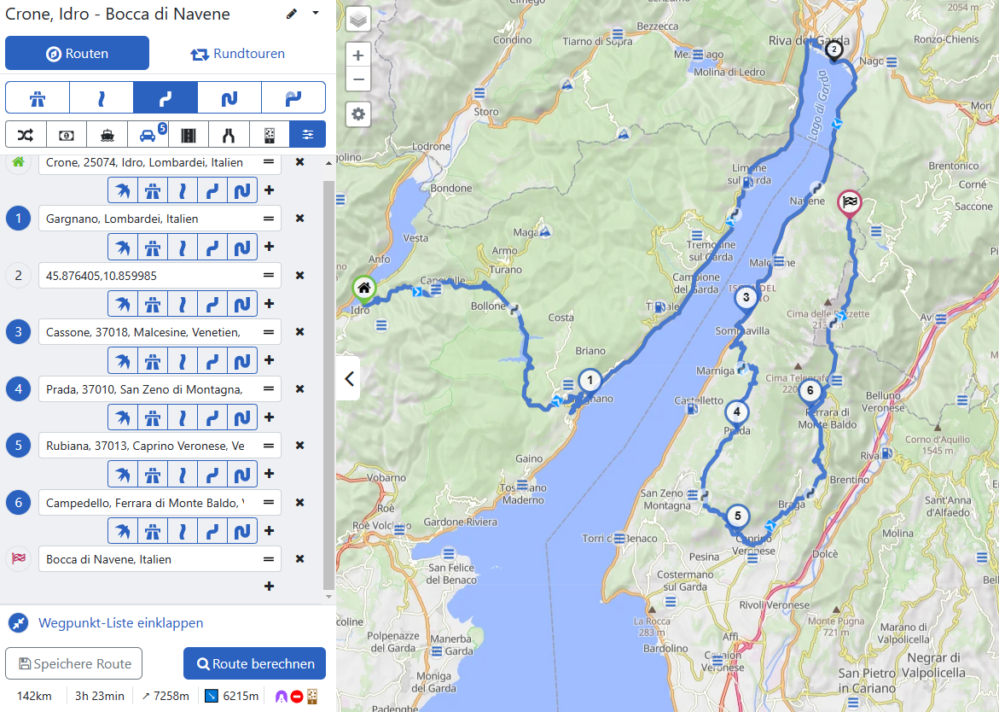 Crone, Idro - Bocca di Navene
Routen
Rundtouren
5
Crone, 25074, Idro, Lombardei, Italien
1
Gargnano, Lombardei, Italien
2
45.876405,10.859985
3
Cassone, 37018, Malcesine, Venetien,
4
Prada, 37010, San Zeno di Montagna,
5
Rubiana, 37013, Caprino Veronese, Ve
6
Campedello, Ferrara di Monte Baldo, V
Bocca di Navene, Italien
Wegpunkt-Liste einklappen
Speichere Route
Route berechnen
142km
3h 23min
7258m
6215m
Cimego
2054 m
Bezzecca
Condino
Tiarno di Sopra
Riva del Garda
Ronzo-Chienis
2
Nago
Molina di Ledro
Lago di Garda
Storo
Mori
Lodrone
golino
Brentonico
Limone
sul Garda
Bondone
Corné
Navene
Saccone
Vesta
Armo
Tremosine
sul Garda
Anfo
Turano
Malcesine
Capovalle
Campione
del Garda
3
Idro
Bollone
Costa
Cima delle Pozzette
Sommavilla
Briano
Marniga
Cima Telegrafo
1
6
Gargnano
Castelletto
Belluno
Veronese
4
Ferrara di
Monte Baldo
Prada
Corno d'Aquilio
1545 m
Gaino
Vobarno
Toscolano
Maderno
Brentino
San Zeno di
Montagna
Sant'Anna
d'Alfaedo
Braga
5
Gardone Riviera
Roè Volciano
Molina
Torri del Benaco
Caprino
Veronese
Dolcè
Pesina
San Felice
del Benaco
Costermano
sul Garda
Rivoli Veronese
La Rocca
283 m
Monte Pugna
721 m
Marano di
Valpolicella
Polpenazze
del Garda
Manerba
del Garda
Affi
Bardolino
Cavaion
Veronese
Negrar di
Valpolicella
San Pietro
in Cariano
Moniga
del Garda
Padenghe